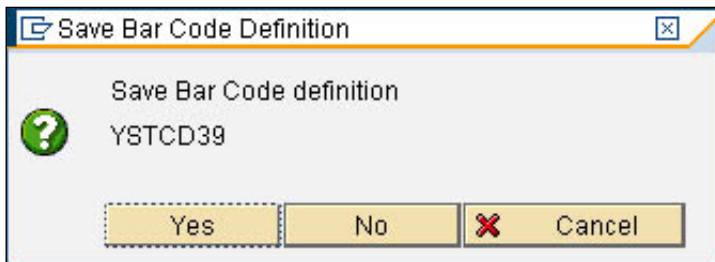 Save Bar Code Definition
Save Bar Code definition
YSTCD39
Yes No Cancel